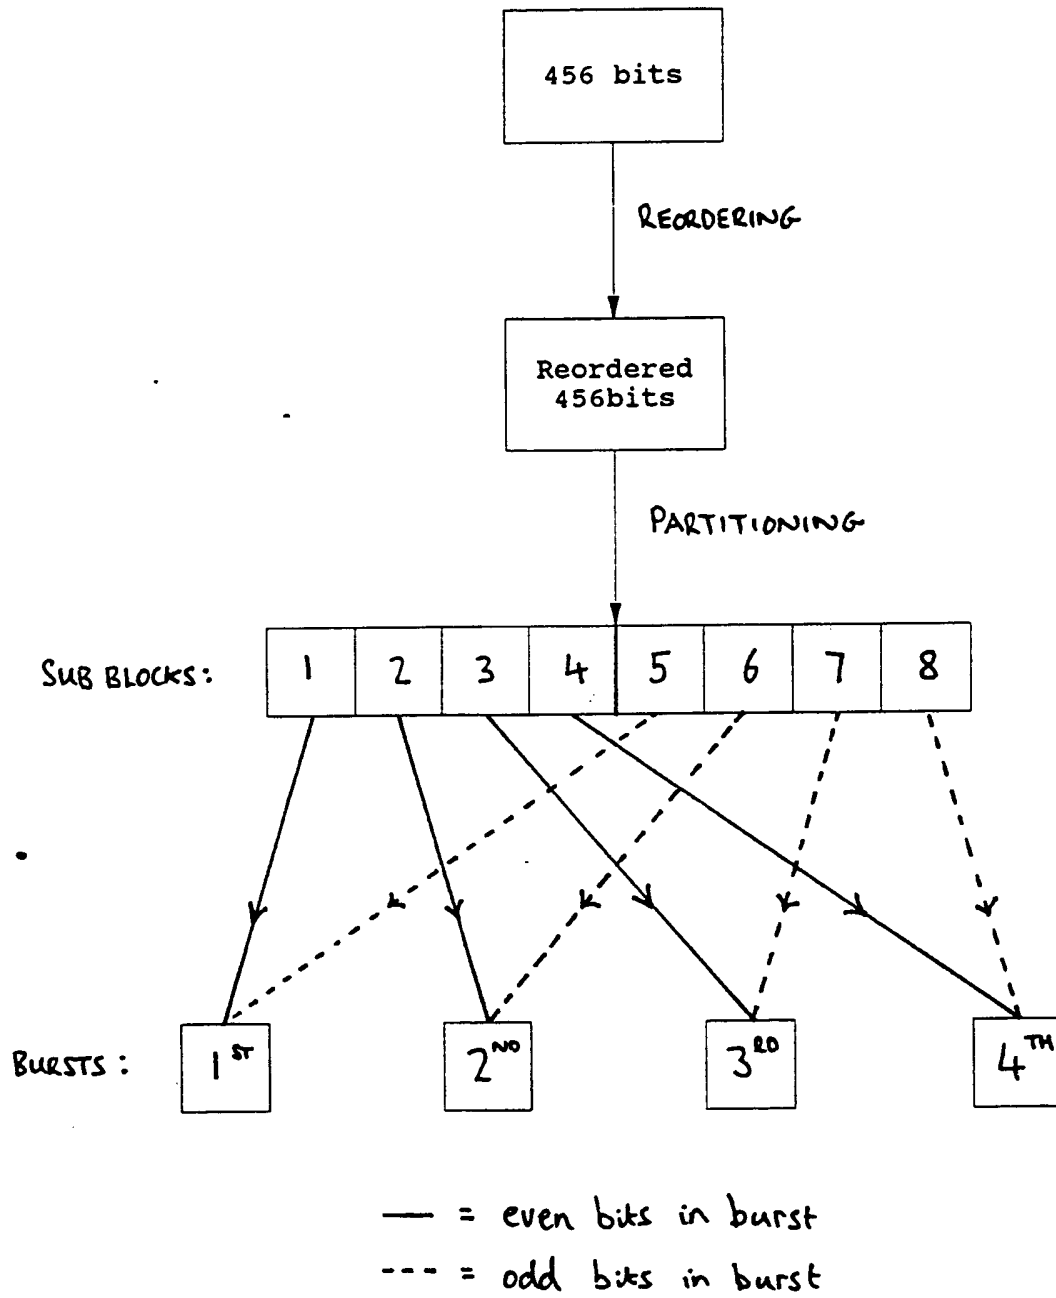 456 bits
REORDERING
Reordered
456bits
PARTITIONING
SUB BLOCKS: 1 2 3 4 5 6 7 8
BURSTS: 1ST 2ND 3RD 4TH
— = even bits in burst
--- = odd bits in burst